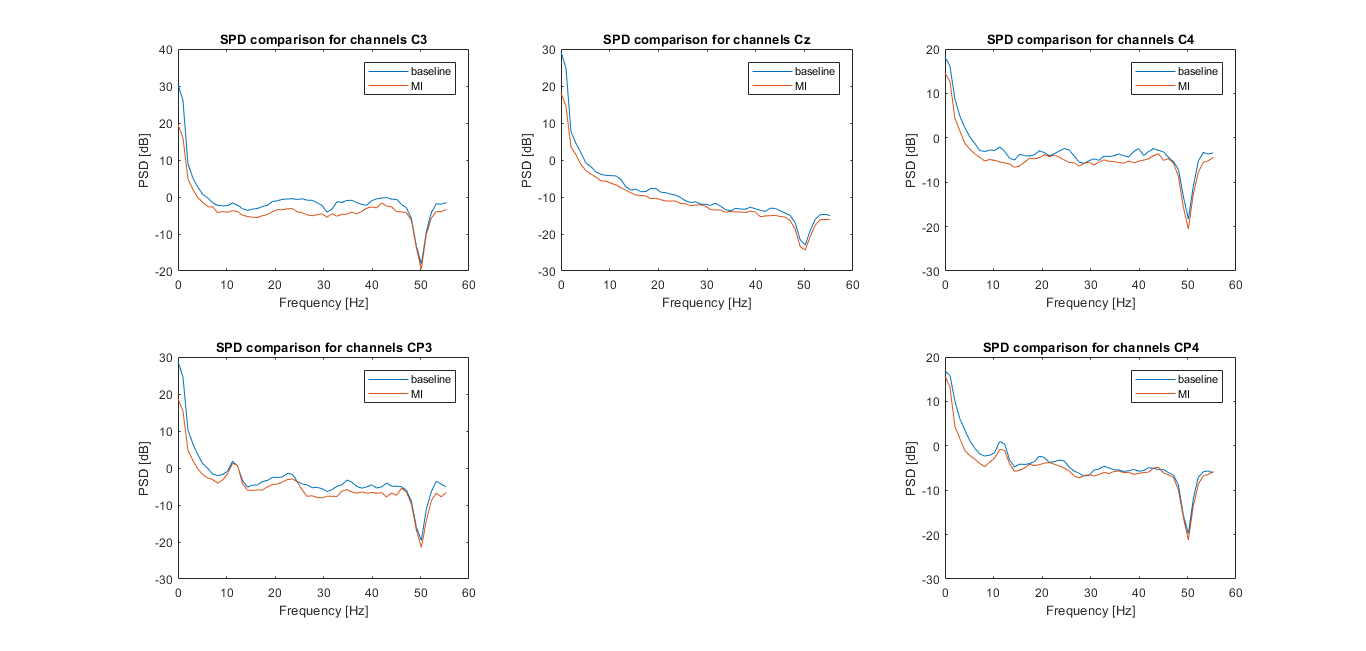 SPD comparison for channels C3
PSD [dB]
40
30
20
10
0
-10
-20
baseline
MI
0 10 20 30 40 50 60
Frequency [Hz]
SPD comparison for channels Cz
PSD [dB]
30
20
10
0
-10
-20
-30
baseline
MI
0 10 20 30 40 50 60
Frequency [Hz]
SPD comparison for channels C4
PSD [dB]
20
10
0
-10
-20
-30
baseline
MI
0 10 20 30 40 50 60
Frequency [Hz]
SPD comparison for channels CP3
PSD [dB]
30
20
10
0
-10
-20
-30
baseline
MI
0 10 20 30 40 50 60
Frequency [Hz]
SPD comparison for channels CP4
PSD [dB]
20
10
0
-10
-20
-30
baseline
MI
0 10 20 30 40 50 60
Frequency [Hz]